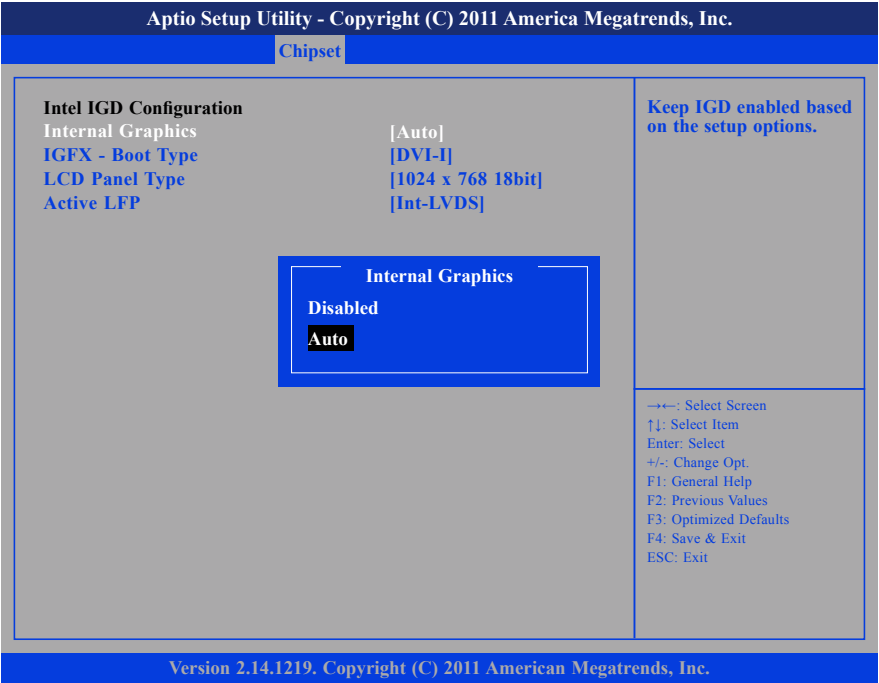 Aptio Setup Utility - Copyright (C) 2011 America Megatrends, Inc.
Chipset
Intel IGD Configuration
Internal Graphics [Auto]
IGFX - Boot Type [DVI-I]
LCD Panel Type [1024 x 768 18bit]
Active LFP [Int-LVDS]
Internal Graphics
Disabled
Auto
Keep IGD enabled based
on the setup options.
→←: Select Screen
↑↓: Select Item
Enter: Select
+/-: Change Opt.
F1: General Help
F2: Previous Values
F3: Optimized Defaults
F4: Save & Exit
ESC: Exit
Version 2.14.1219. Copyright (C) 2011 American Megatrends, Inc.